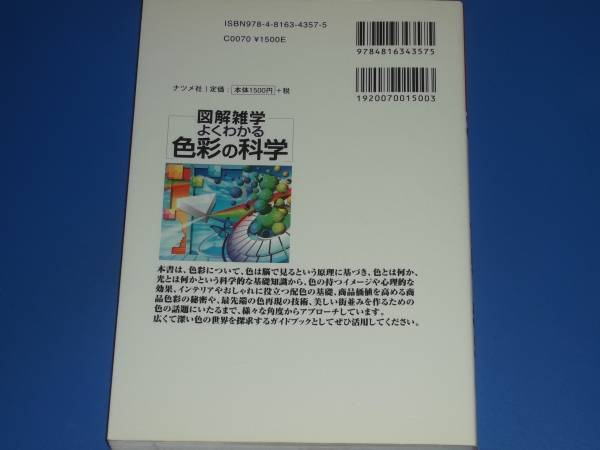 ISBN978-4-8163-4357-5
C0070 ¥1500E
9784816343575
ナツメ社 | 定価: 本体1500円 +税
1920070015003
図解雑学
よくわかる
色彩の科学
本書は、色彩について、色は脳で見るという原理に基づき、色とは何か、
光とは何かという科学的な基礎知識から、色の持つイメージや心理的な
効果、インテリアやおしゃれに役立つ配色の基礎、商品価値を高める商
品色彩の秘密や、最先端の色再現の技術、美しい街並みを作るための
色の話題にいたるまで、様々な角度からアプローチしています。
広くて深い色の世界を探求するガイドブックとしてぜひ活用してください。